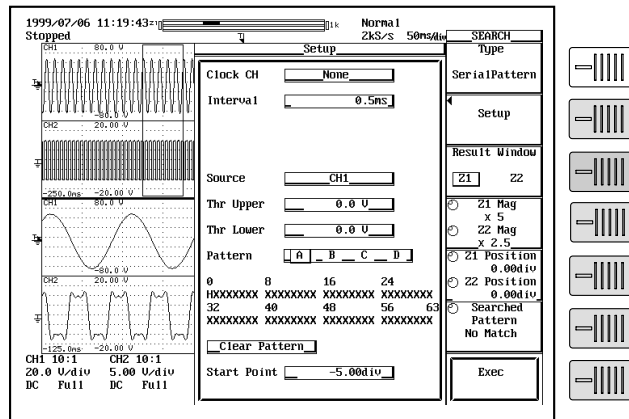 1999/07/06 11:19:43
1k
Normal
Stopped
2kS/s 50ms/div
CH1 80.0 V
-80.0 V
CH2 20.00 V
-250.0ms -20.00 V
CH1 80.0 V
-80.0 V
CH2 20.00 V
-125.0ms -20.00 V
CH1 10:1 CH2 10:1
20.0 V/div 5.00 V/div
DC Full DC Full
Setup
Clock CH None
Interval 0.5ms
Source CH1
Thr Upper 0.0 V
Thr Lower 0.0 V
Pattern A B C D
0 8 16 24
HXXXXXXX XXXXXXXX XXXXXXXX XXXXXXXX
32 40 48 56 63
XXXXXXXX XXXXXXXX XXXXXXXX XXXXXXXX
Clear Pattern
Start Point -5.00div
SEARCH
Type
SerialPattern
Setup
Result Window
Z1 Z2
Z1 Mag
x 5
Z2 Mag
x 2.5
Z1 Position
0.00div
Z2 Position
0.00div
Searched
Pattern
No Match
Exec